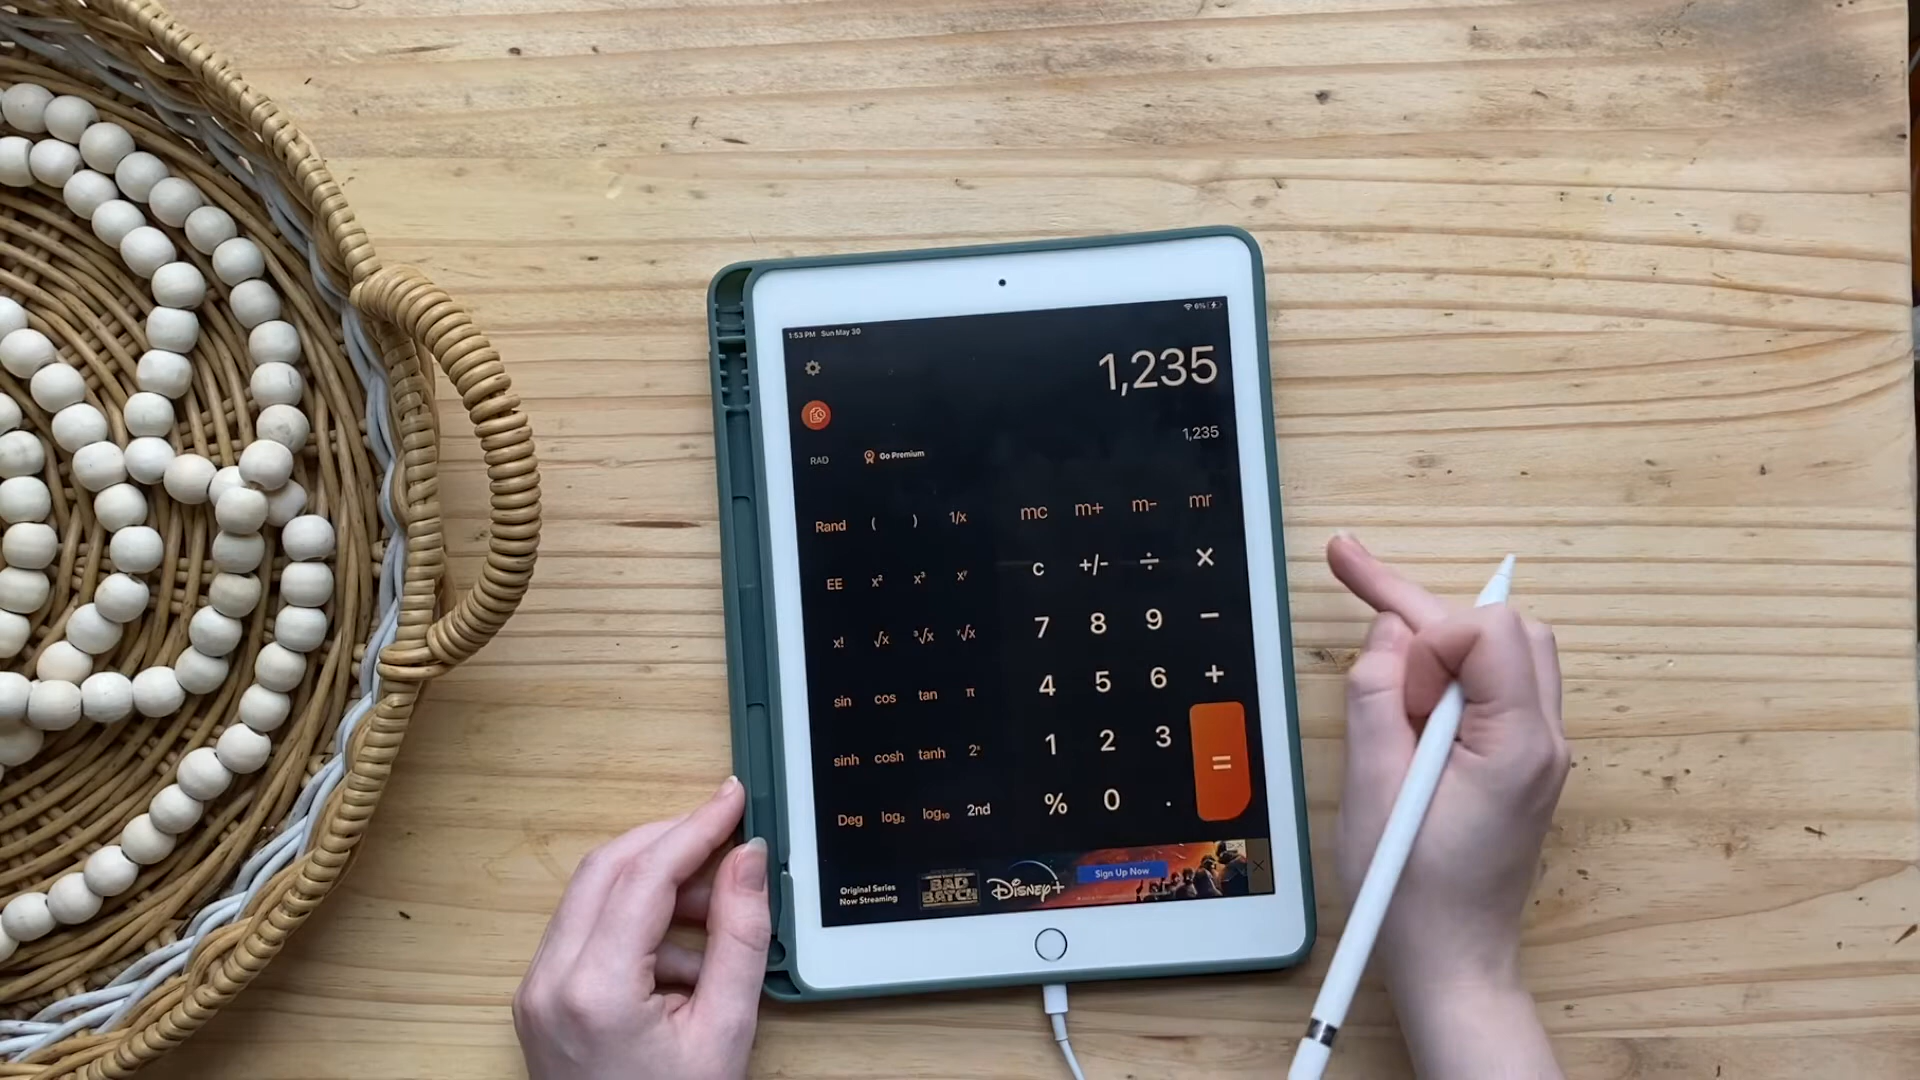 1:53 PM Sun May 30 6%
1,235
1,235
RAD Go Premium
Rand ( ) 1/x mc m+ m- mr
EE x² x³ xʸ c +/- ÷ ×
x! √x ³√x ʸ√x 7 8 9 −
sin cos tan π 4 5 6 +
sinh cosh tanh 2ˣ 1 2 3 =
Deg log₂ log₁₀ 2nd % 0 .
Original Series
Now Streaming
BAD
BATCH
Disney+
Sign Up Now